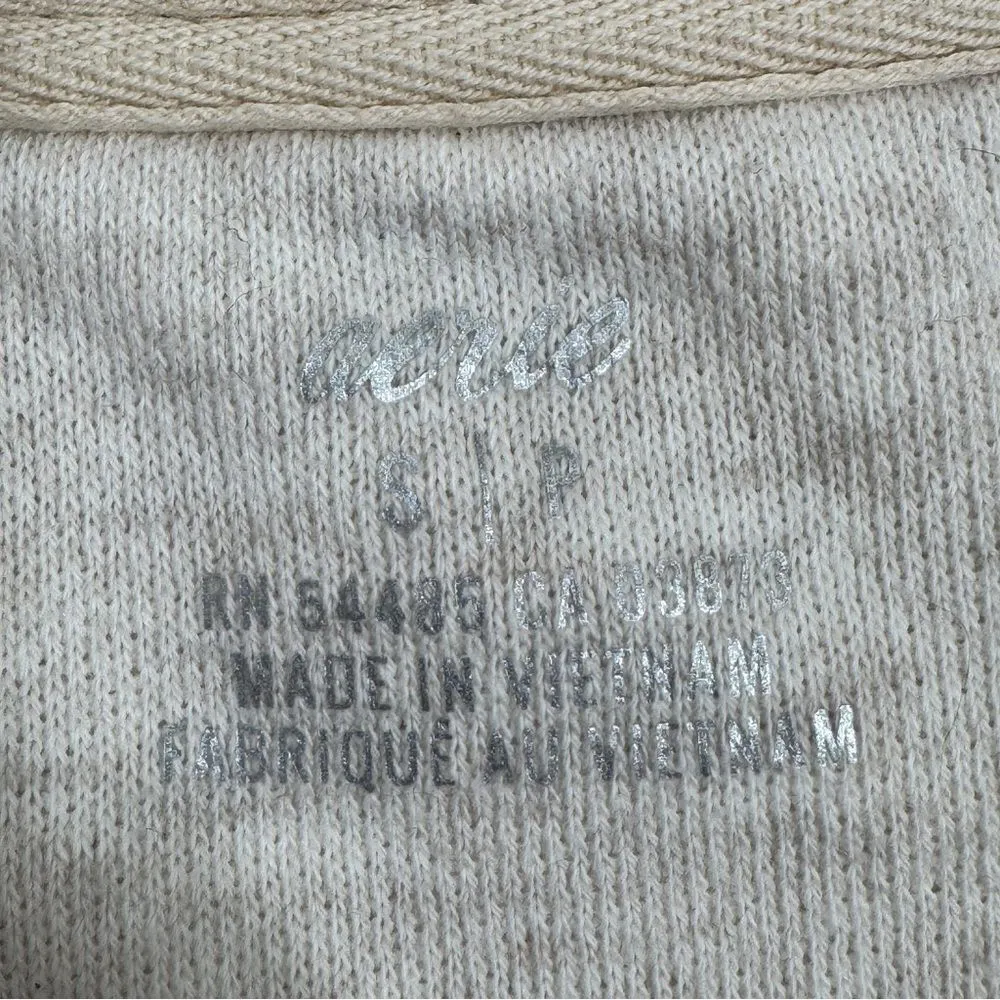 aerie
S | P
RN 54485 CA 03873
MADE IN VIETNAM
FABRIQUÉ AU VIETNAM